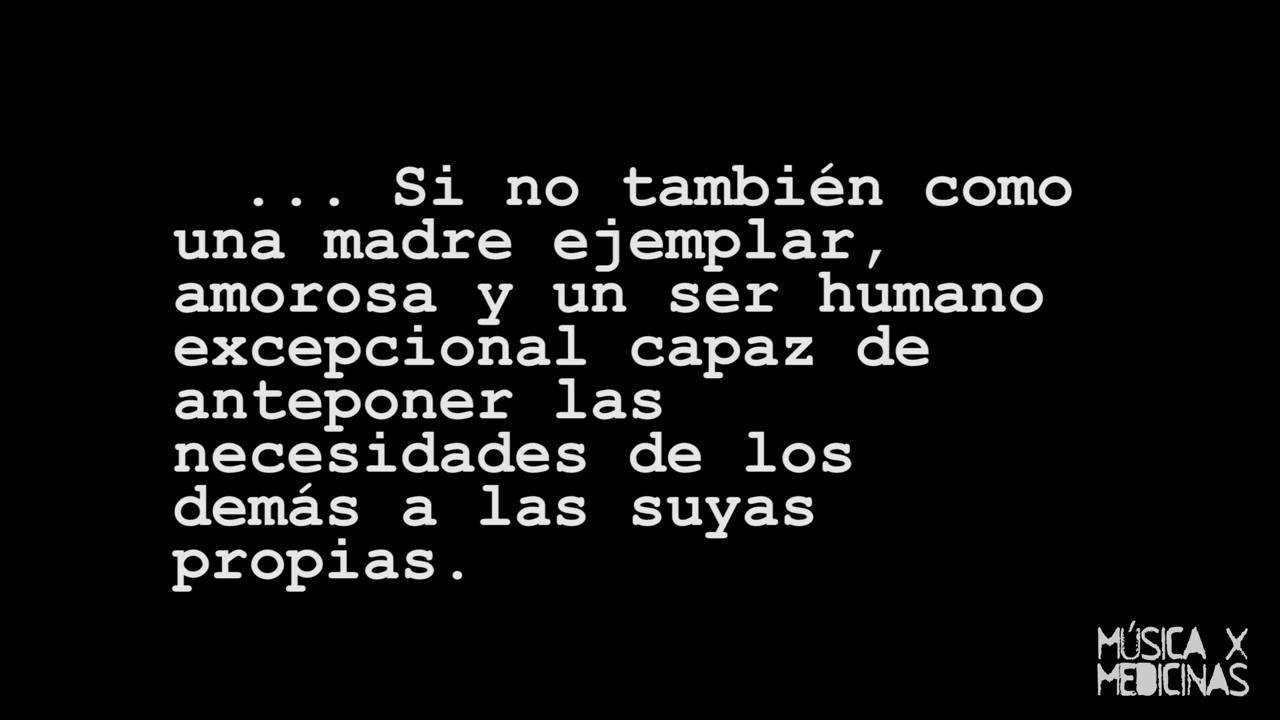 ... Si no también como
una madre ejemplar,
amorosa y un ser humano
excepcional capaz de
anteponer las
necesidades de los
demás a las suyas
propias.
MÚSICA X
MEDICINAS